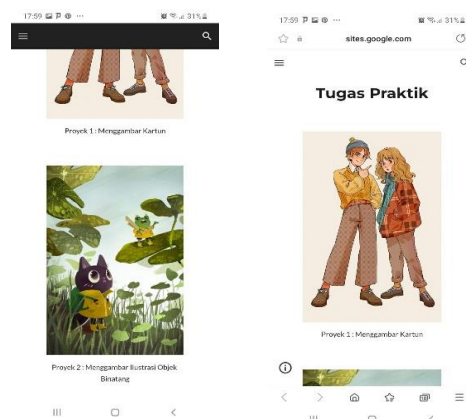 17:59
31%
Proyek 1 : Menggambar Kartun
Proyek 2 : Menggambar Ilustrasi Objek
Binatang
17:59
31%
sites.google.com
Tugas Praktik
Proyek 1 : Menggambar Kartun